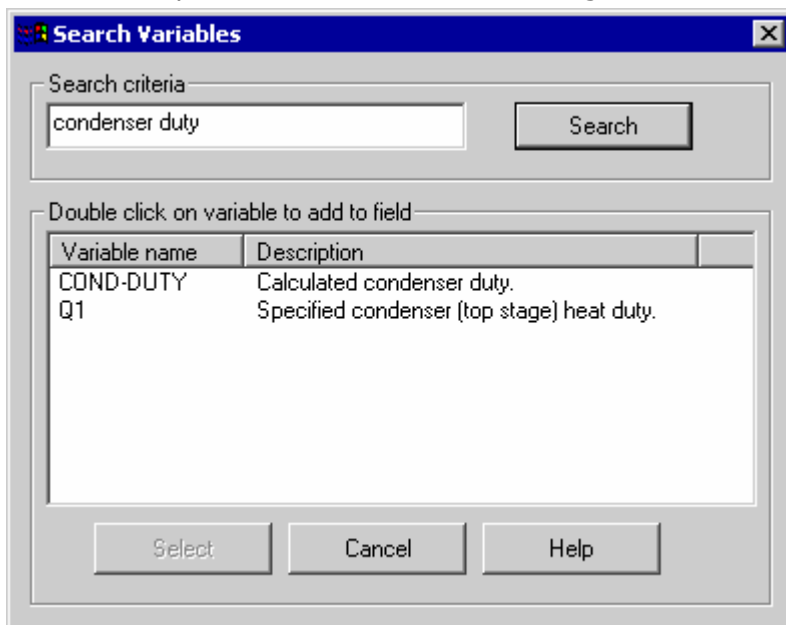 Search Variables
Search criteria
condenser duty
Search
Double click on variable to add to field
Variable name Description
COND-DUTY Calculated condenser duty.
Q1 Specified condenser (top stage) heat duty.
Select Cancel Help